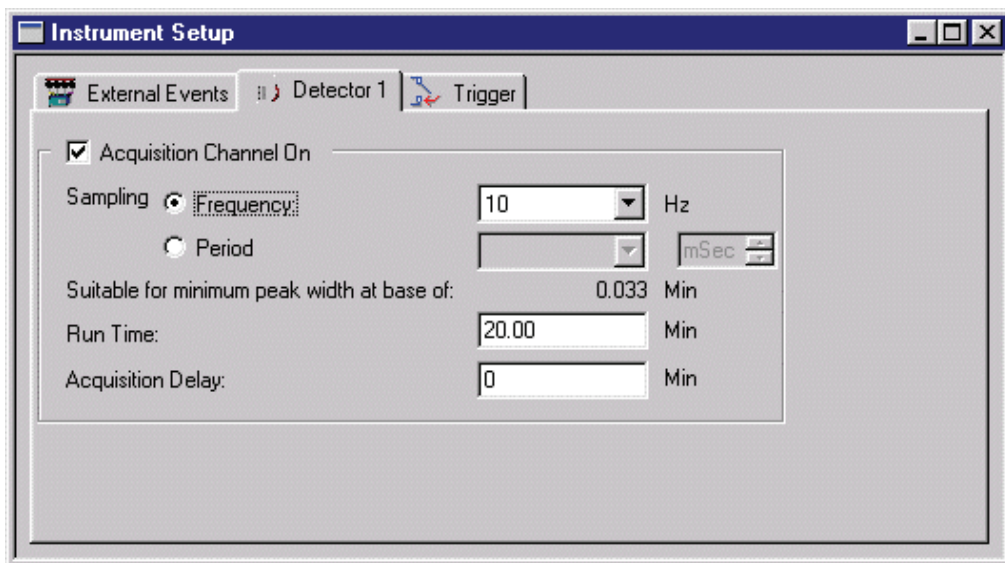 Instrument Setup
External Events Detector 1 Trigger
Acquisition Channel On
Sampling Frequency: 10 Hz
Period mSec
Suitable for minimum peak width at base of: 0.033 Min
Run Time: 20.00 Min
Acquisition Delay: 0 Min